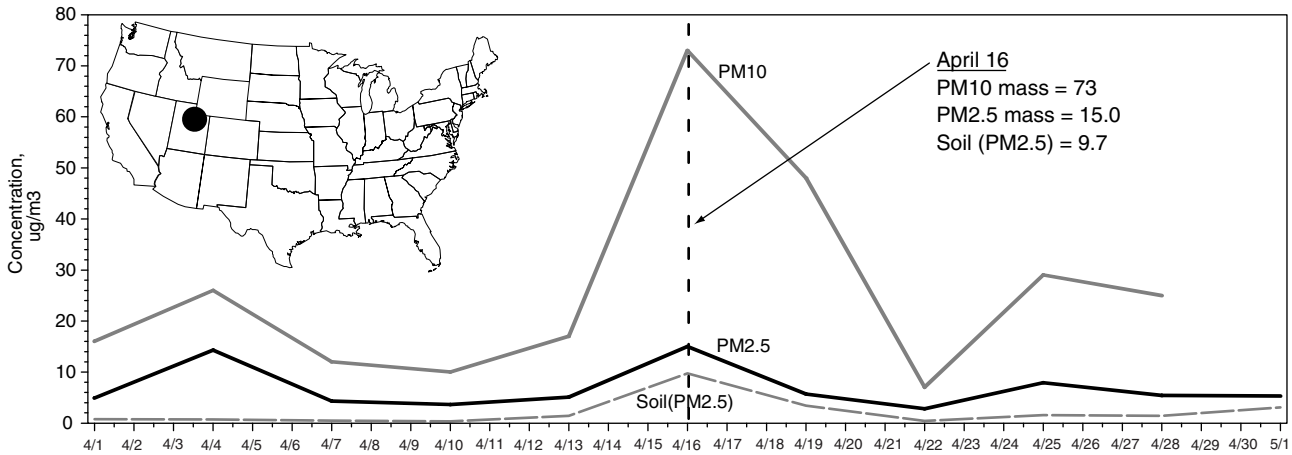 80
70
60
50
40
30
20
10
0
Concentration,
ug/m3
PM10
April 16
PM10 mass = 73
PM2.5 mass = 15.0
Soil (PM2.5) = 9.7
PM2.5
Soil(PM2.5)
4/1 4/2 4/3 4/4 4/5 4/6 4/7 4/8 4/9 4/10 4/11 4/12 4/13 4/14 4/15 4/16 4/17 4/18 4/19 4/20 4/21 4/22 4/23 4/24 4/25 4/26 4/27 4/28 4/29 4/30 5/1